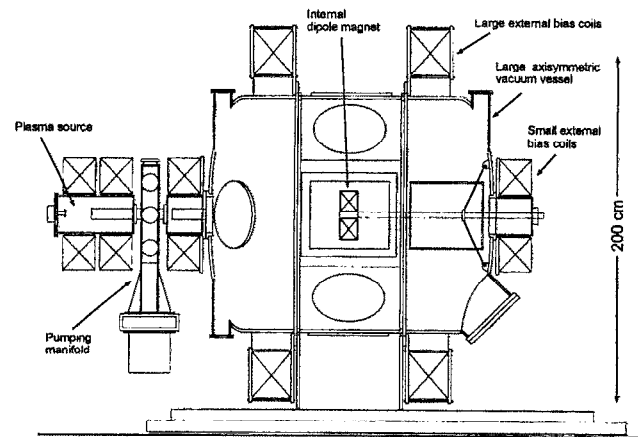 Internal
dipole magnet
Large external bias coils
Large axisymmetric
vacuum vessel
Plasma source
Small external
bias coils
200 cm
Pumping
manifold